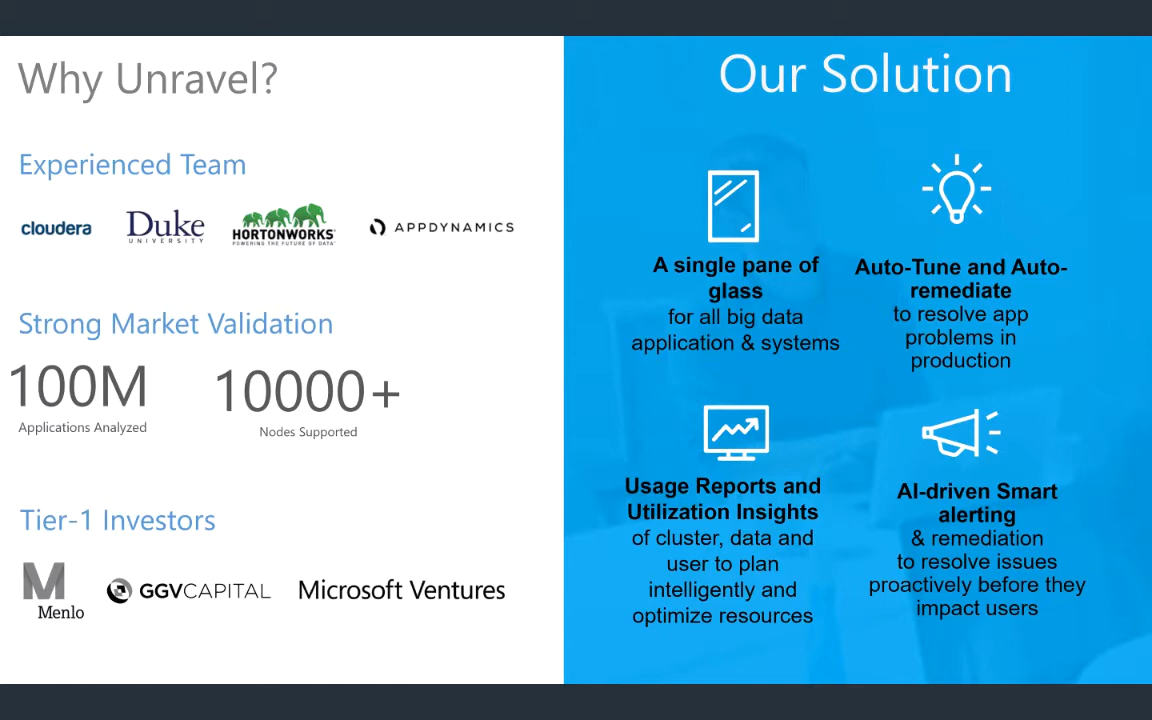 Why Unravel?
Experienced Team
cloudera
Duke
UNIVERSITY
HORTONWORKS
POWERING THE FUTURE OF DATA
APPDYNAMICS
Strong Market Validation
100M
Applications Analyzed
10000+
Nodes Supported
Tier-1 Investors
M
Menlo
GGVCAPITAL
Microsoft Ventures
Our Solution
A single pane of
glass
for all big data
application & systems
Auto-Tune and Auto-
remediate
to resolve app
problems in
production
Usage Reports and
Utilization Insights
of cluster, data and
user to plan
intelligently and
optimize resources
AI-driven Smart
alerting
& remediation
to resolve issues
proactively before they
impact users